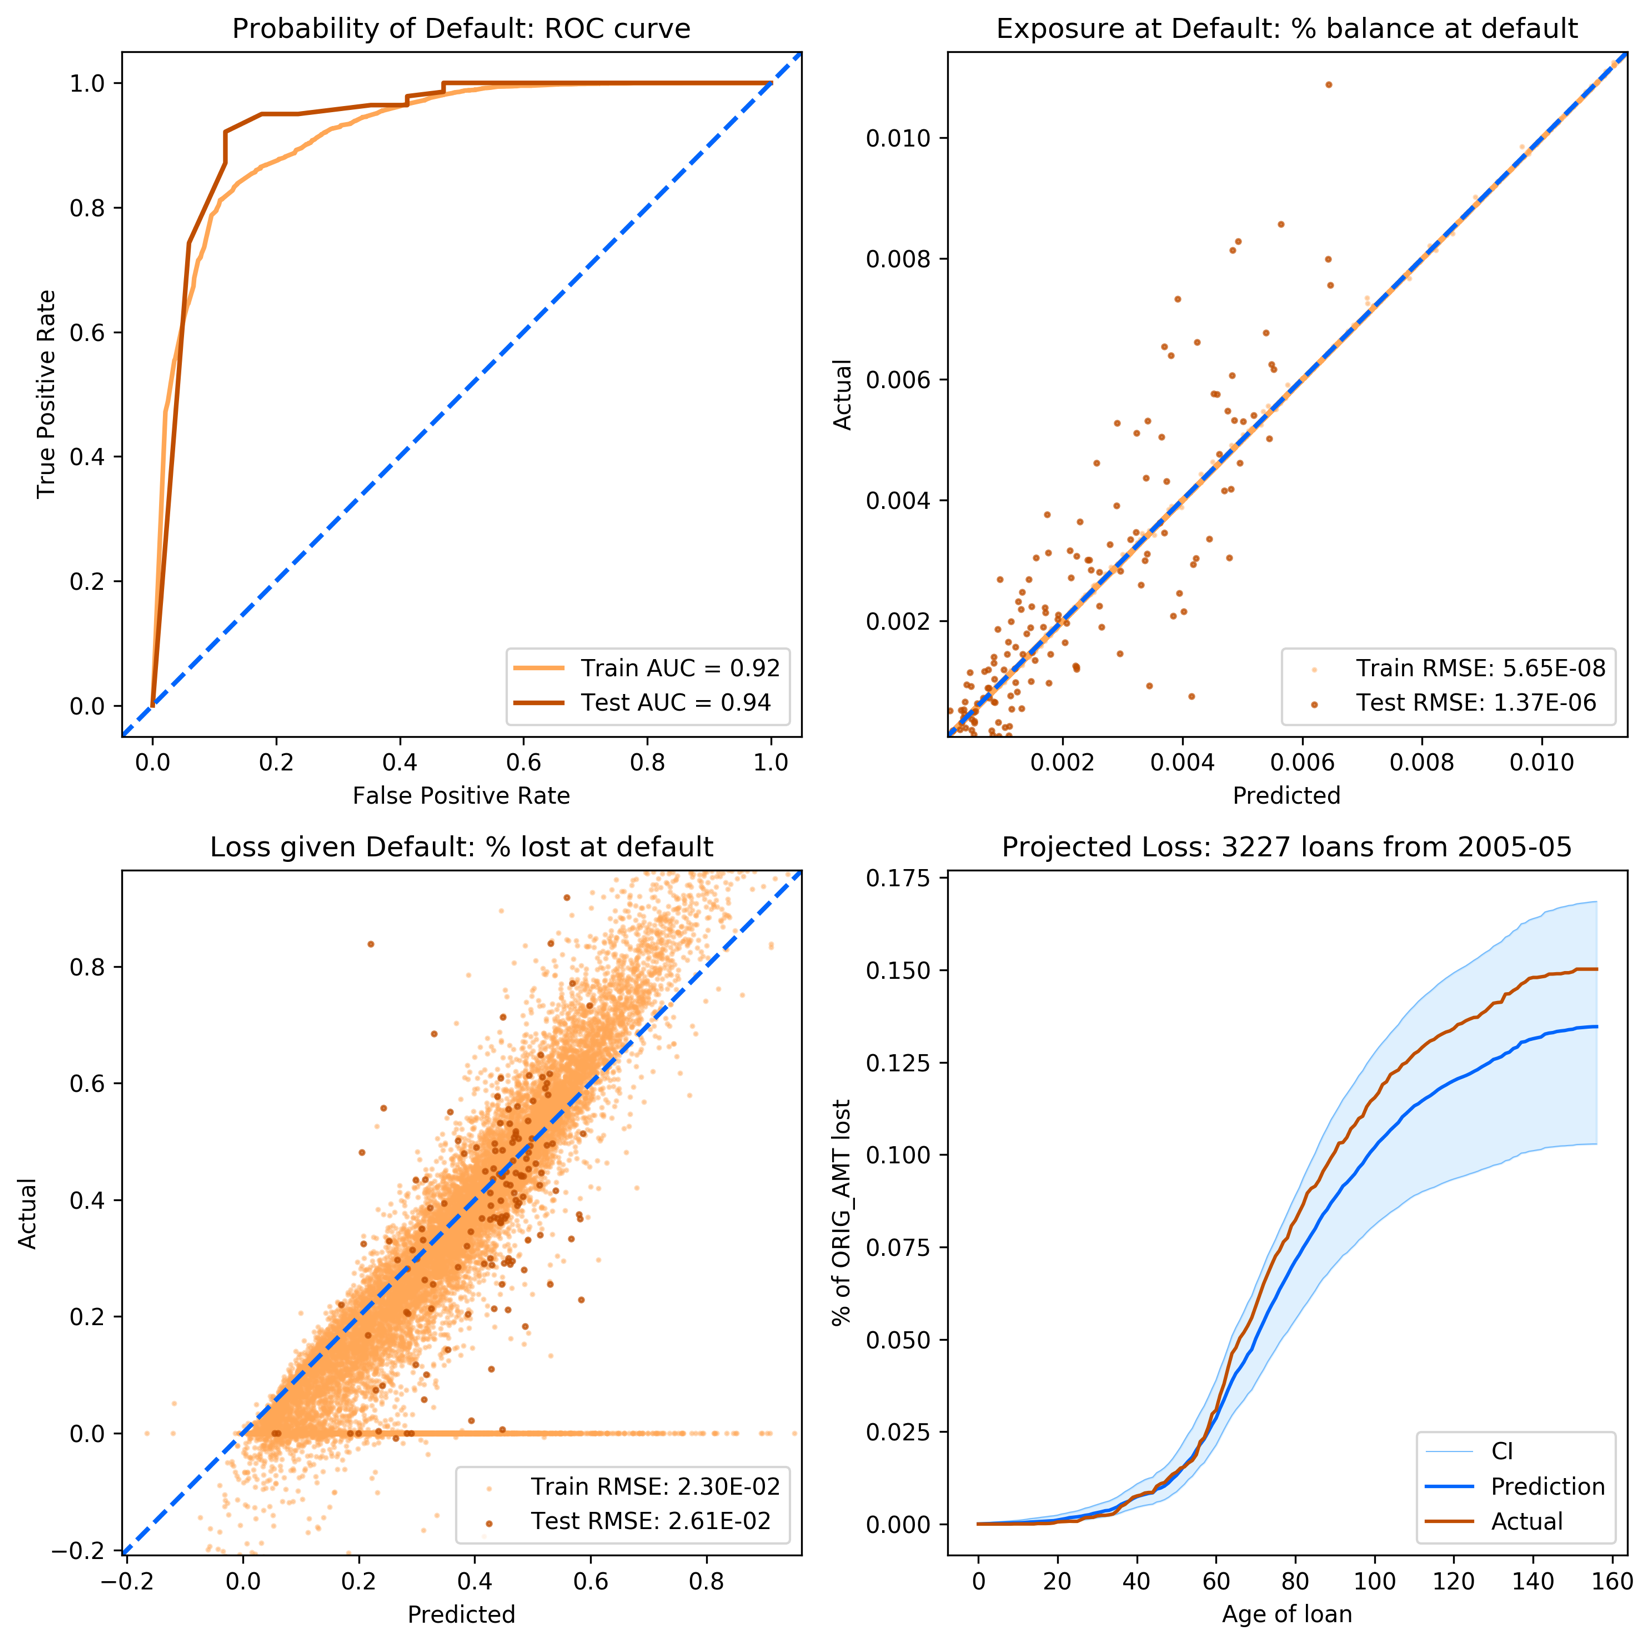 Probability of Default: ROC curve
True Positive Rate
1.0
0.8
0.6
0.4
0.2
0.0
Train AUC = 0.92
Test AUC = 0.94
0.0 0.2 0.4 0.6 0.8 1.0
False Positive Rate
Exposure at Default: % balance at default
Actual
0.010
0.008
0.006
0.004
0.002
Train RMSE: 5.65E-08
Test RMSE: 1.37E-06
0.002 0.004 0.006 0.008 0.010
Predicted
Loss given Default: % lost at default
Actual
0.8
0.6
0.4
0.2
0.0
−0.2
Train RMSE: 2.30E-02
Test RMSE: 2.61E-02
−0.2 0.0 0.2 0.4 0.6 0.8
Predicted
Projected Loss: 3227 loans from 2005-05
% of ORIG_AMT lost
0.175
0.150
0.125
0.100
0.075
0.050
0.025
0.000
CI
Prediction
Actual
0 20 40 60 80 100 120 140 160
Age of loan